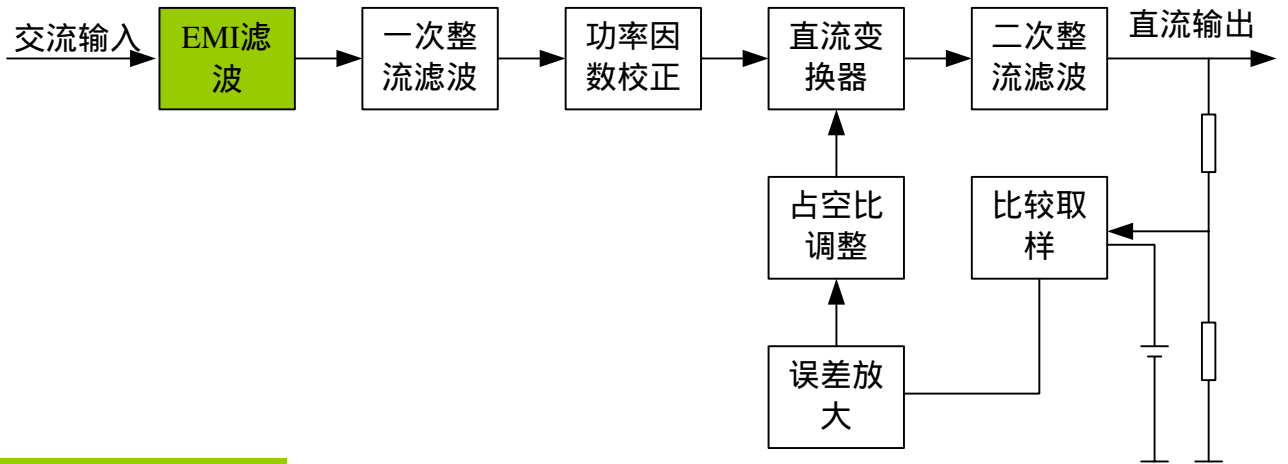 交流输入
EMI滤
波
一次整
流滤波
功率因
数校正
直流变
换器
二次整
流滤波
直流输出
占空比
调整
比较取
样
误差放
大